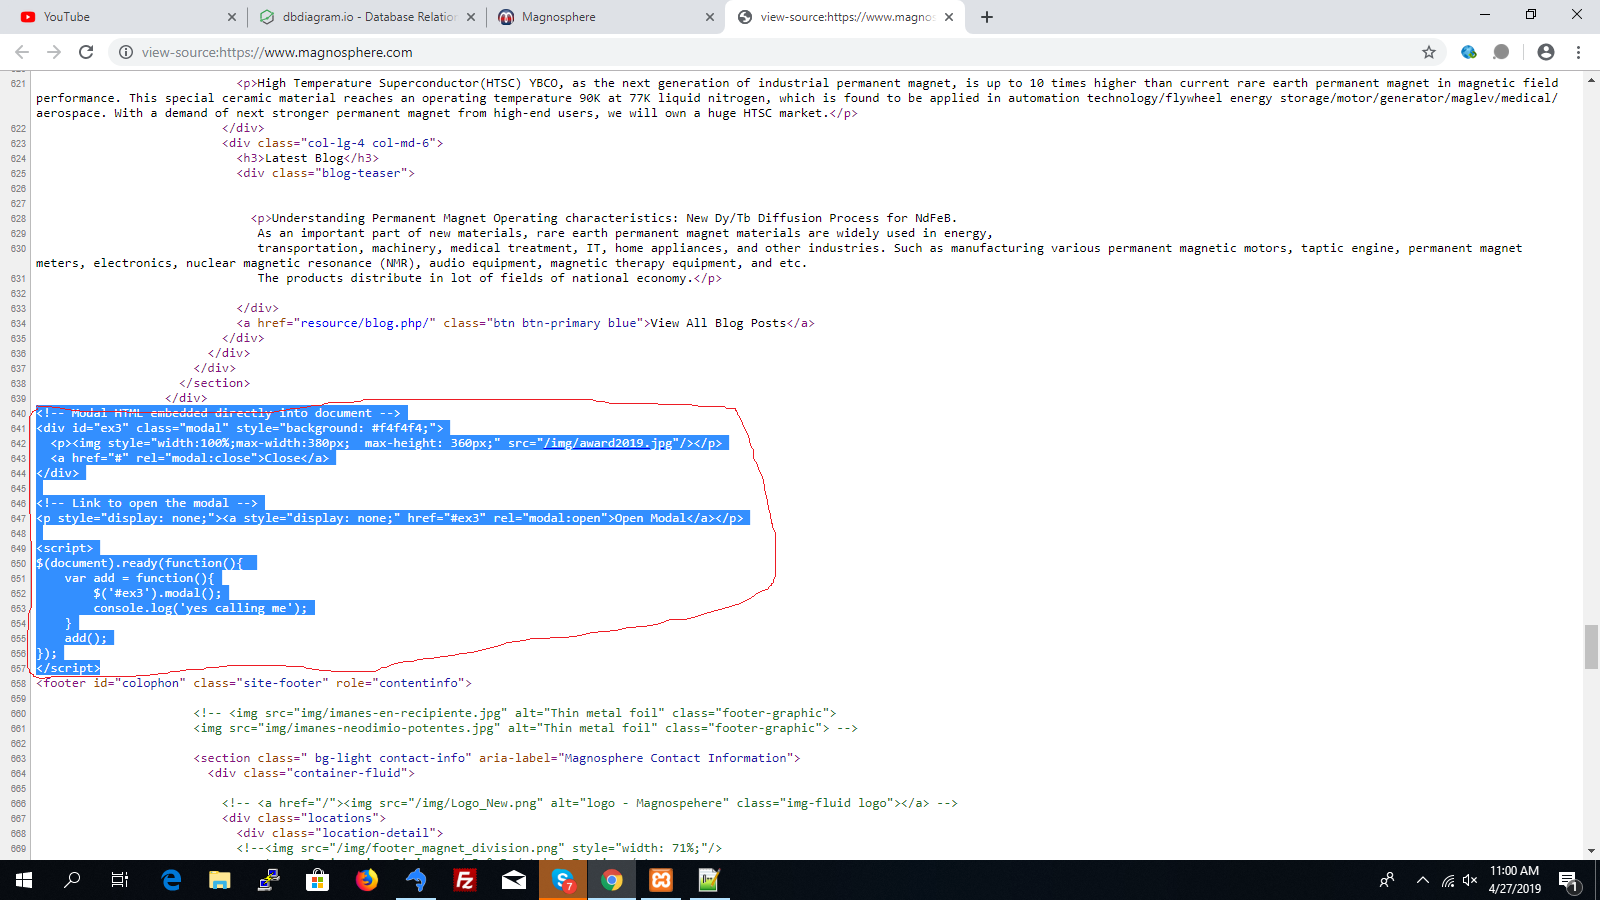 YouTube
dbdiagram.io - Database Relation
Magnosphere
view-source:https://www.magnos
view-source:https://www.magnosphere.com
621 <p>High Temperature Superconductor(HTSC) YBCO, as the next generation of industrial permanent magnet, is up to 10 times higher than current rare earth permanent magnet in magnetic field
performance. This special ceramic material reaches an operating temperature 90K at 77K liquid nitrogen, which is found to be applied in automation technology/flywheel energy storage/motor/generator/maglev/medical/
aerospace. With a demand of next stronger permanent magnet from high-end users, we will own a huge HTSC market.</p>
622 </div>
623 <div class="col-lg-4 col-md-6">
624 <h3>Latest Blog</h3>
625 <div class="blog-teaser">
626
627
628 <p>Understanding Permanent Magnet Operating characteristics: New Dy/Tb Diffusion Process for NdFeB.
629 As an important part of new materials, rare earth permanent magnet materials are widely used in energy,
630 transportation, machinery, medical treatment, IT, home appliances, and other industries. Such as manufacturing various permanent magnetic motors, taptic engine, permanent magnet
meters, electronics, nuclear magnetic resonance (NMR), audio equipment, magnetic therapy equipment, and etc.
631 The products distribute in lot of fields of national economy.</p>
632
633 </div>
634 <a href="resource/blog.php/" class="btn btn-primary blue">View All Blog Posts</a>
635 </div>
636 </div>
637 </div>
638 </section>
639 </div>
640 <!-- Modal HTML embedded directly into document -->
641 <div id="ex3" class="modal" style="background: #f4f4f4;">
642 <p><img style="width:100%;max-width:380px;  max-height: 360px;" src="/img/award2019.jpg"/></p>
643 <a href="#" rel="modal:close">Close</a>
644 </div>
645
646 <!-- Link to open the modal -->
647 <p style="display: none;"><a style="display: none;" href="#ex3" rel="modal:open">Open Modal</a></p>
648
649 <script>
650 $(document).ready(function(){
651 var add = function(){
652 $('#ex3').modal();
653 console.log('yes calling me');
654 }
655 add();
656 });
657 </script>
658 <footer id="colophon" class="site-footer" role="contentinfo">
659
660 <!-- <img src="img/imanes-en-recipiente.jpg" alt="Thin metal foil" class="footer-graphic">
661 <img src="img/imanes-neodimio-potentes.jpg" alt="Thin metal foil" class="footer-graphic"> -->
662
663 <section class=" bg-light contact-info" aria-label="Magnosphere Contact Information">
664 <div class="container-fluid">
665
666 <!-- <a href="/"><img src="/img/Logo_New.png" alt="logo - Magnospehere" class="img-fluid logo"></a> -->
667 <div class="locations">
668 <div class="location-detail">
669 <!--<img src="/img/footer_magnet_division.png" style="width: 71%;"/>
7
11:00 AM
4/27/2019
1